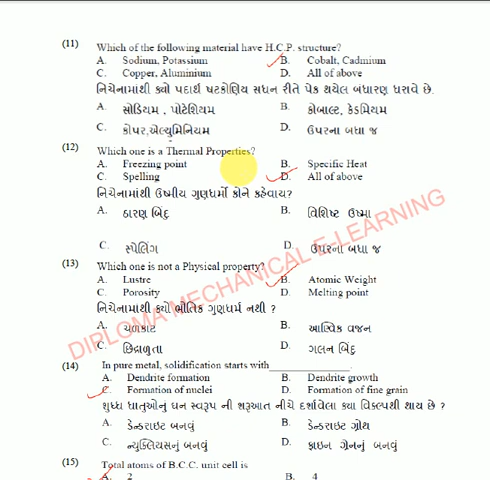 (11) Which of the following material have H.C.P. structure?
A. Sodium, Potassium B. Cobalt, Cadmium
C. Copper, Aluminium D. All of above
નિચેનામાંથી ક્યો પદાર્થ ષટકોણિય સધન રીતે પેક થયેલ બંધારણ ધરાવે છે.
A. સોડિયમ , પોટેશિયમ B. કોબાલ્ટ, કેડમિયમ
C. કોપર,એલ્યુમિનિયમ D. ઉપરના બધા જ
(12) Which one is a Thermal Properties?
A. Freezing point B. Specific Heat
C. Spelling D. All of above
નિચેનામાંથી ઉષ્મીય ગુણધર્મો કોને કહેવાય?
A. ઠારણ બિંદુ B. વિશિષ્ટ ઉષ્મા
C. સ્પેલિંગ D. ઉપરના બધા જ
(13) Which one is not a Physical property?
A. Lustre B. Atomic Weight
C. Porosity D. Melting point
નિચેનામાંથી ક્યો ભૌતિક ગુણધર્મ નથી ?
A. ચળકાટ B. આણ્વિક વજન
C. છિદ્રાળુતા D. ગલન બિંદુ
(14) In pure metal, solidification starts with______________.
A. Dendrite formation B. Dendrite growth
C. Formation of nuclei D. Formation of fine grain
શુધ્ધ ધાતુઓનું ઘન સ્વરૂપ ની શરૂઆત નીચે દર્શાવેલા ક્યા વિકલ્પથી થાય છે ?
A. ડેન્ડરાઇટ બનવું B. ડેન્ડરાઇટ ગ્રોથ
C. ન્યુક્લિયસનું બનવું D. ફાઇન ગ્રેનનું બનવું
(15) Total atoms of B.C.C. unit cell is
A. 2 B. 4
DIPLOMA MECHANICAL E-LEARNING